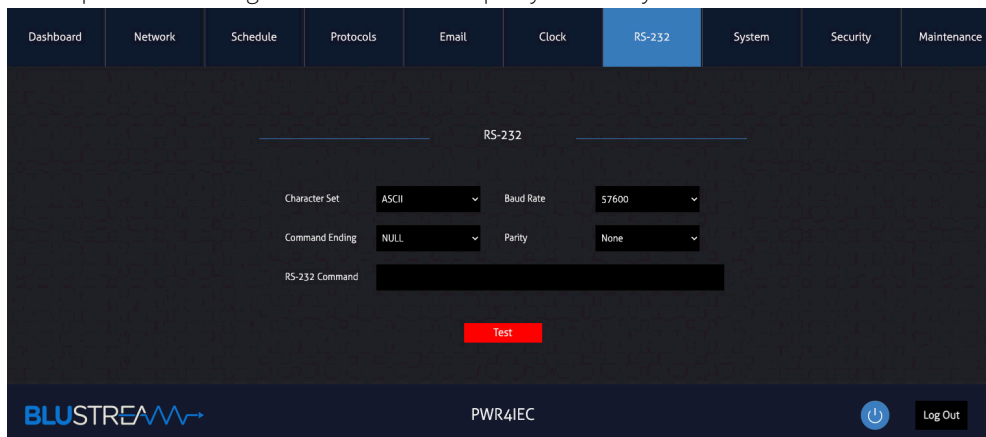 Dashboard Network Schedule Protocols Email Clock RS-232 System Security Maintenance
RS-232
Character Set ASCII Baud Rate 57600
Command Ending NULL Parity None
RS-232 Command
Test
BLUSTREAM PWR4IEC Log Out